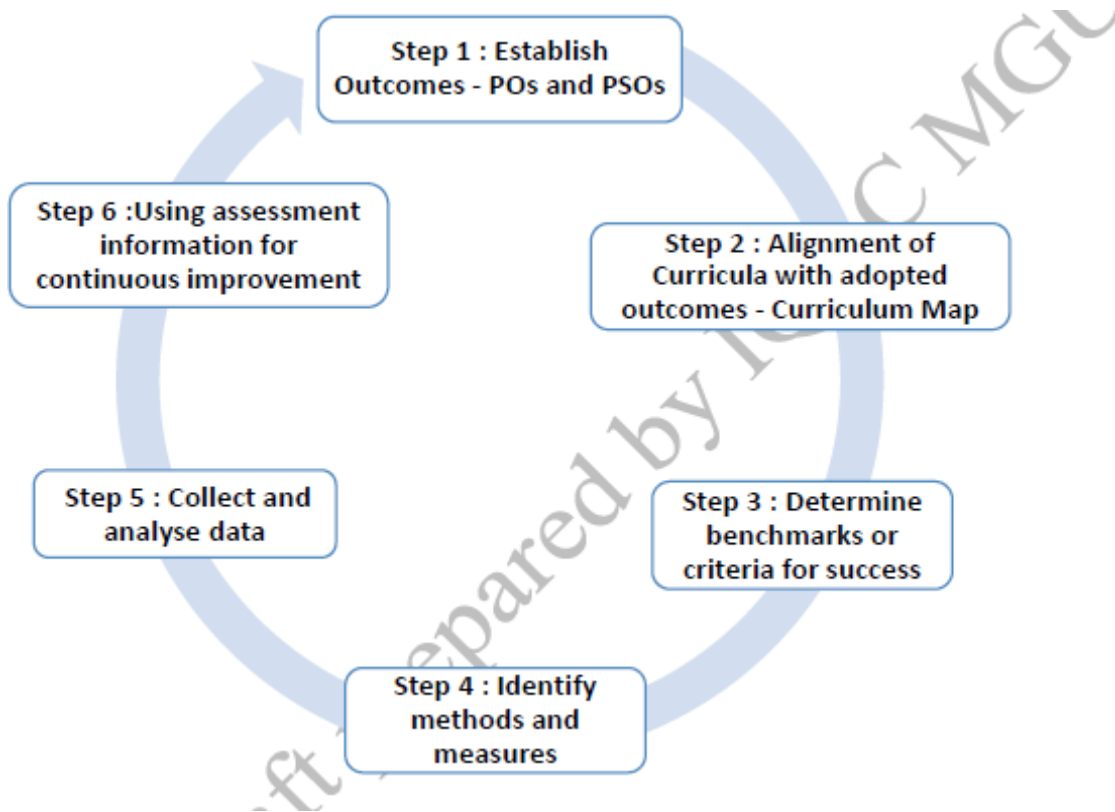 Step 1 : Establish
Outcomes - POs and PSOs
Step 2 : Alignment of
Curricula with adopted
outcomes - Curriculum Map
Step 3 : Determine
benchmarks or
criteria for success
Step 4 : Identify
methods and
measures
Step 5 : Collect and
analyse data
Step 6 :Using assessment
information for
continuous improvement
by